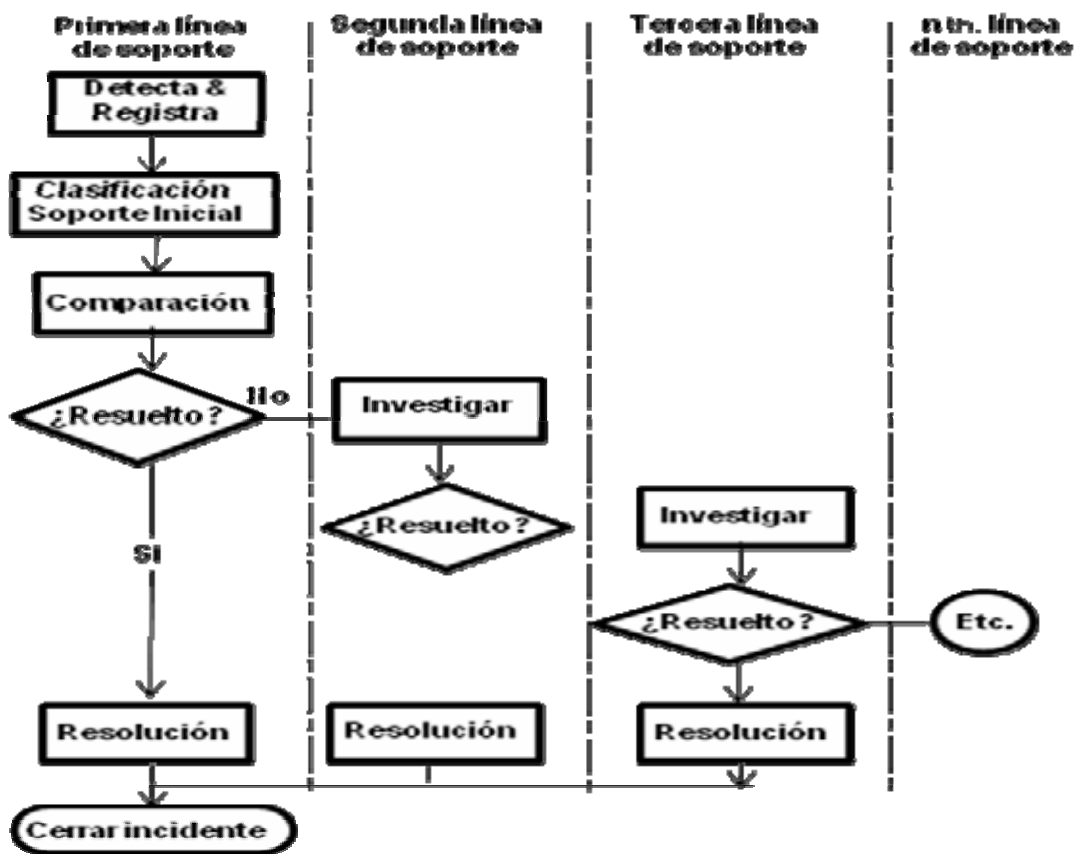 Primera línea
de soporte
Segunda línea
de soporte
Tercera línea
de soporte
n th. línea
de soporte
Detecta &
Registra
Clasificación
Soporte Inicial
Comparación
¿Resuelto?
No
Investigar
¿Resuelto?
Investigar
Si
¿Resuelto?
Etc.
Resolución
Resolución
Resolución
Cerrar incidente